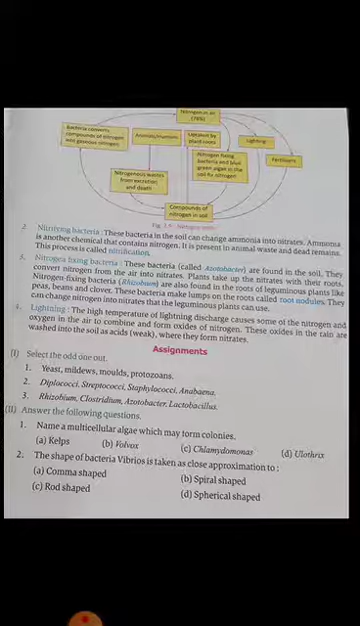 Nitrogen in air
(78%)
Bacteria converts
compounds of nitrogen
into gaseous nitrogen
Animals/Humans
Uptaken by
plant roots
Lighting
Nitrogen fixing
bacteria and blue
green algae in the
soil fix nitrogen
Fertilizers
Nitrogenous wastes
from excretion
and death
Compounds of
nitrogen in soil
Fig. 2.9 : Nitrogen cycle
2. Nitrifying bacteria : These bacteria in the soil can change ammonia into nitrates. Ammonia
is another chemical that contains nitrogen. It is present in animal waste and dead remains.
This process is called nitrification.
3. Nitrogen fixing bacteria : These bacteria (called Azotobacter) are found in the soil. They
convert nitrogen from the air into nitrates. Plants take up the nitrates with their roots.
Nitrogen-fixing bacteria (Rhizobium) are also found in the roots of leguminous plants like
peas, beans and clover. These bacteria make lumps on the roots called root nodules. They
can change nitrogen into nitrates that the leguminous plants can use.
4. Lightning : The high temperature of lightning discharge causes some of the nitrogen and
oxygen in the air to combine and form oxides of nitrogen. These oxides in the rain are
washed into the soil as acids (weak), where they form nitrates.
Assignments
(I) Select the odd one out.
1. Yeast, mildews, moulds, protozoans.
2. Diplococci, Streptococci, Staphylococci, Anabaena.
3. Rhizobium, Clostridium, Azotobacter, Lactobacillus.
(II) Answer the following questions.
1. Name a multicellular algae which may form colonies.
(a) Kelps (b) Volvox (c) Chlamydomonas (d) Ulothrix
2. The shape of bacteria Vibrios is taken as close approximation to :
(a) Comma shaped (b) Spiral shaped
(c) Rod shaped (d) Spherical shaped